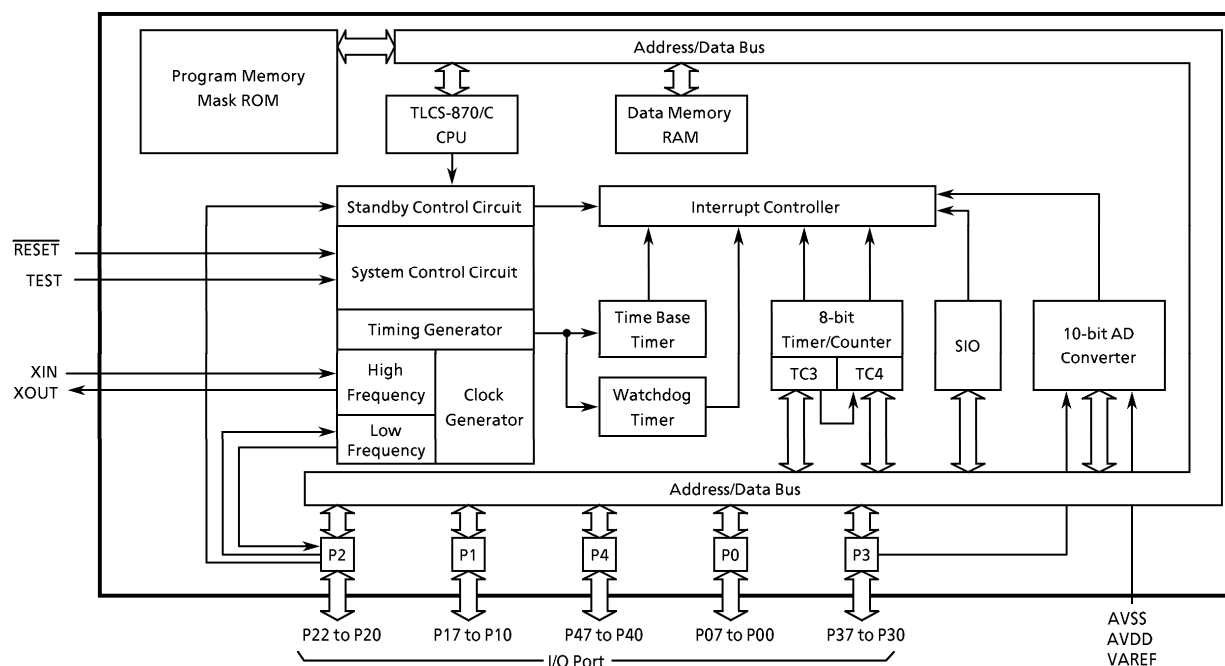 Address/Data Bus
Program Memory
Mask ROM
TLCS-870/C
CPU
Data Memory
RAM
Standby Control Circuit
Interrupt Controller
RESET
TEST
System Control Circuit
Timing Generator
Time Base
Timer
8-bit
Timer/Counter
TC3
TC4
SIO
10-bit AD
Converter
XIN
XOUT
High
Frequency
Clock
Generator
Low
Frequency
Watchdog
Timer
Address/Data Bus
P2
P1
P4
P0
P3
P22 to P20
P17 to P10
P47 to P40
P07 to P00
P37 to P30
I/O Port
AVSS
AVDD
VAREF